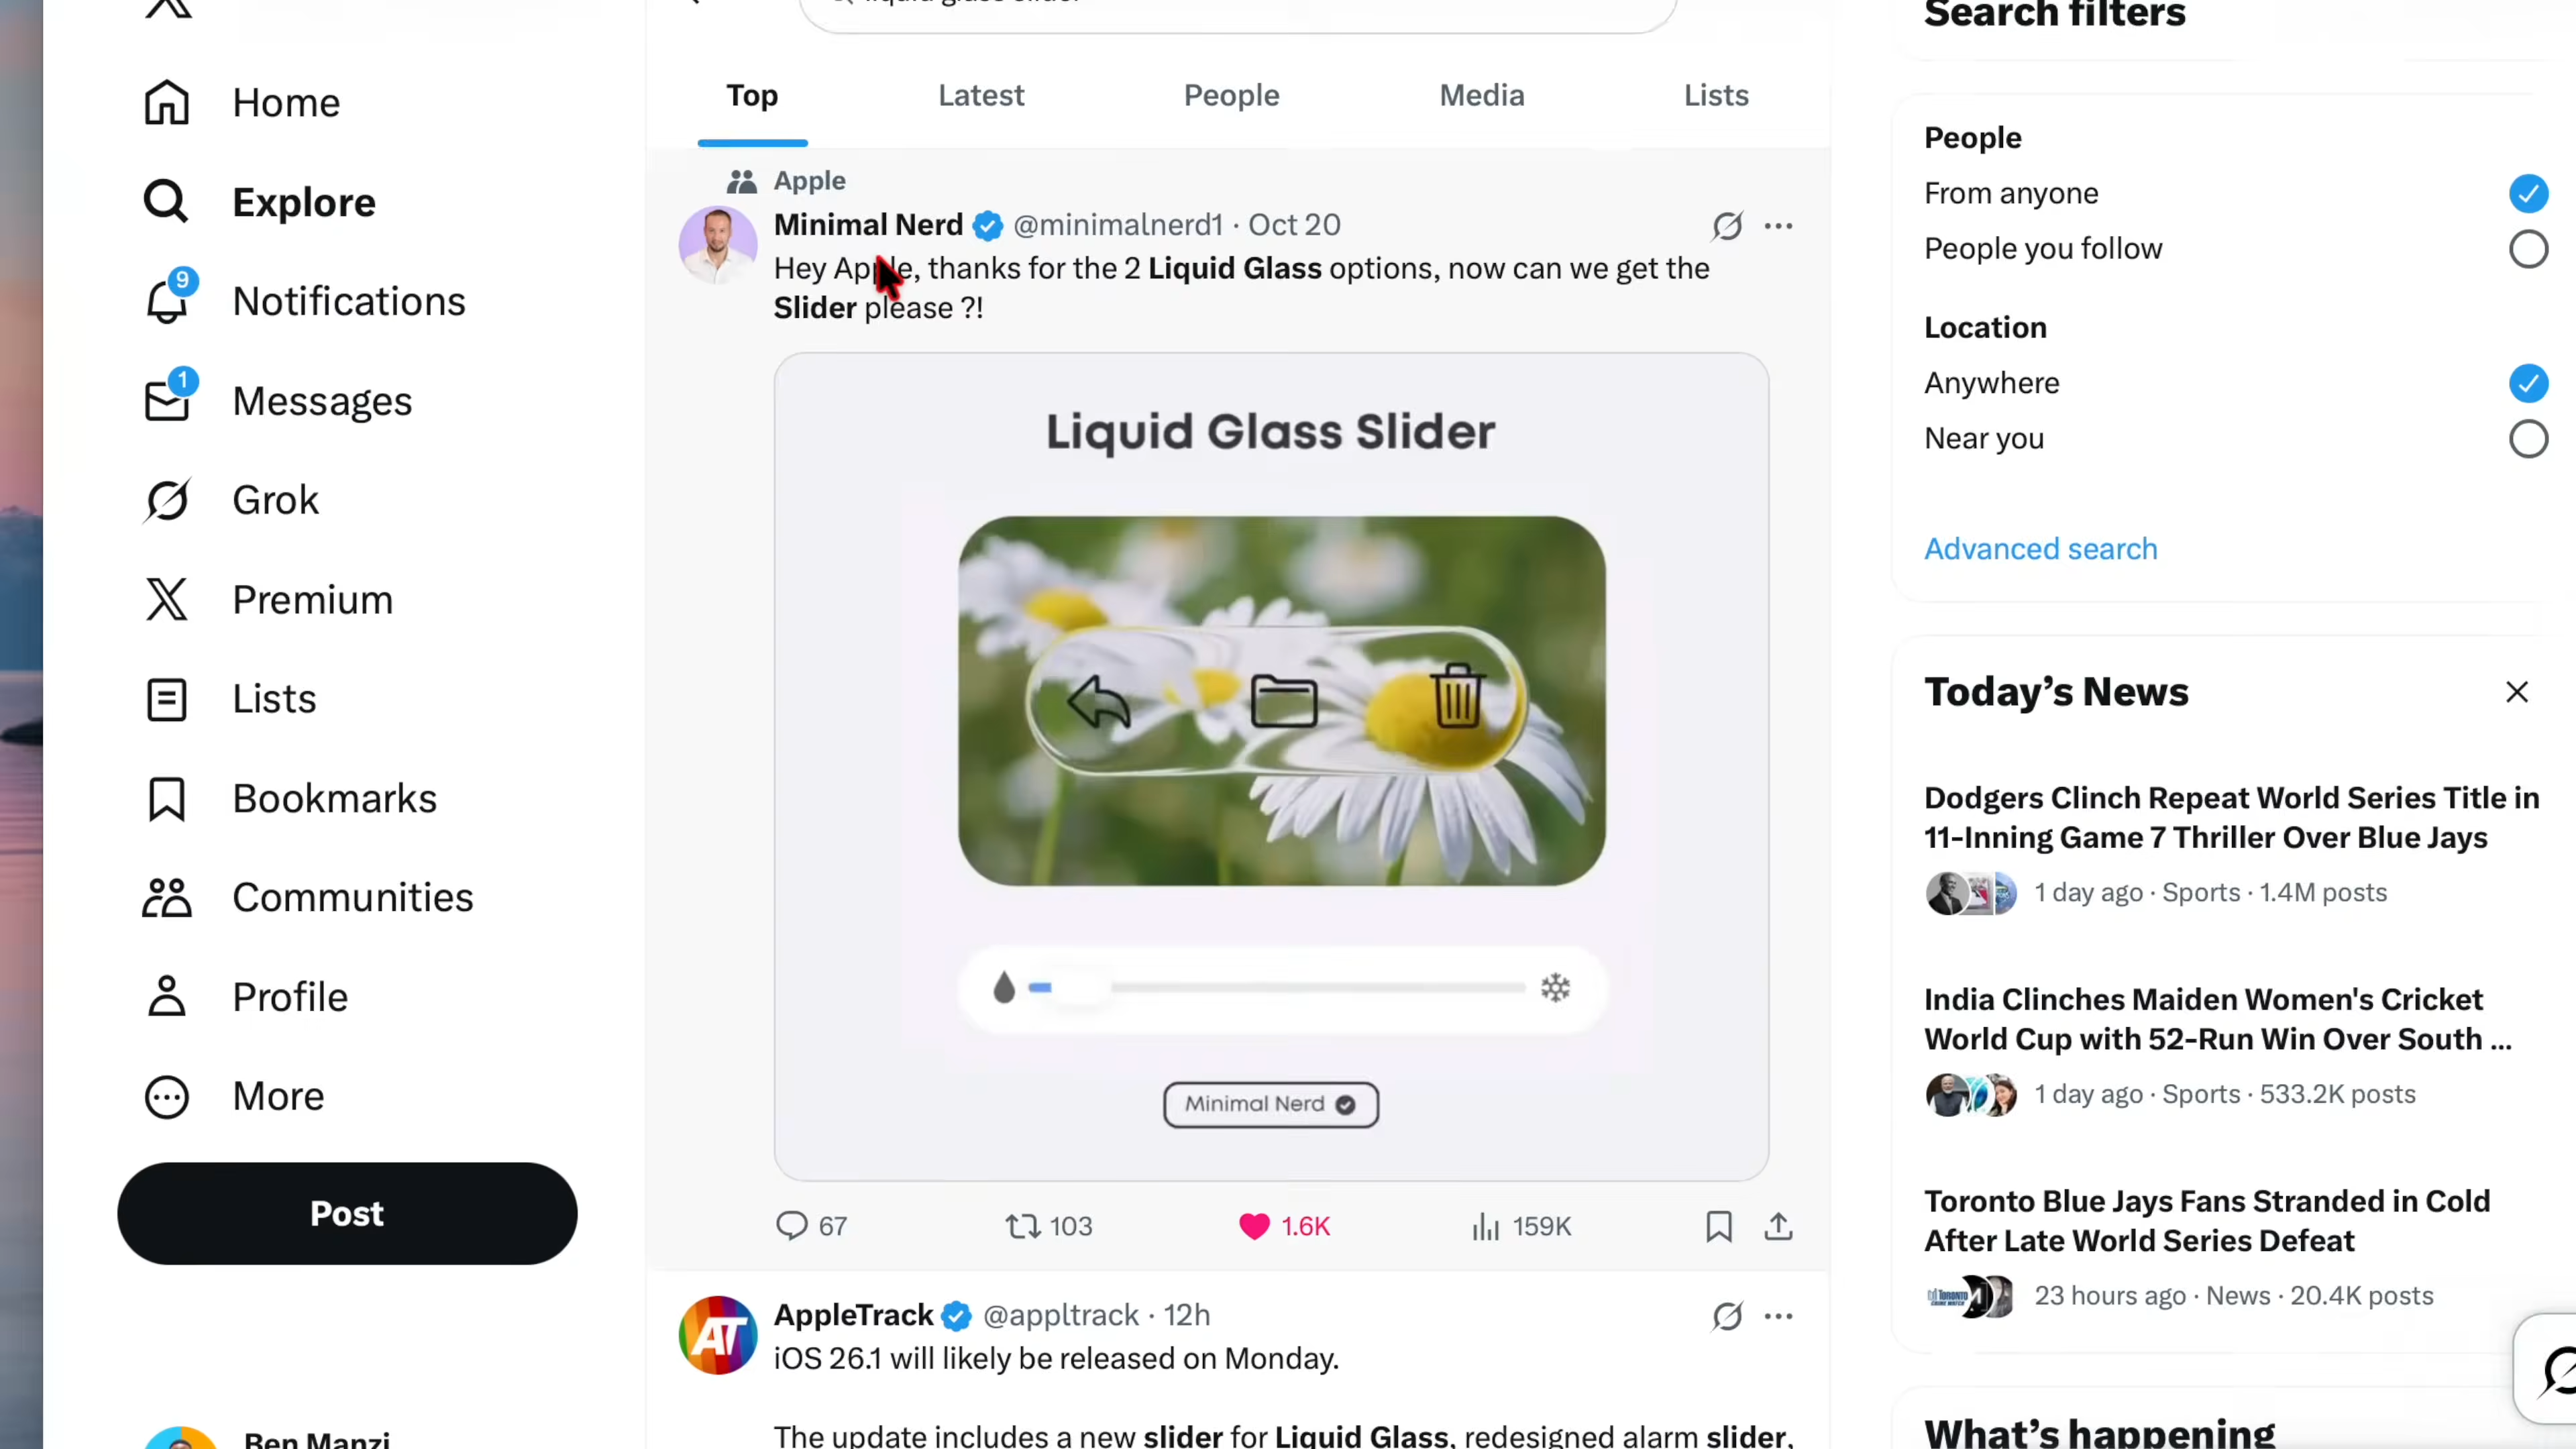 liquid glass slider
Home
Explore
9
Notifications
1
Messages
Grok
Premium
Lists
Bookmarks
Communities
Profile
More
Post
Ben Manzi
Top
Latest
People
Media
Lists
Apple
Minimal Nerd @minimalnerd1 · Oct 20
Hey Apple, thanks for the 2 Liquid Glass options, now can we get the
Slider please ?!
Liquid Glass Slider
Minimal Nerd
67
103
1.6K
159K
AT
AppleTrack @appltrack · 12h
iOS 26.1 will likely be released on Monday.
The update includes a new slider for Liquid Glass, redesigned alarm slider,
Search filters
People
From anyone
People you follow
Location
Anywhere
Near you
Advanced search
Today’s News
Dodgers Clinch Repeat World Series Title in
11-Inning Game 7 Thriller Over Blue Jays
1 day ago · Sports · 1.4M posts
India Clinches Maiden Women's Cricket
World Cup with 52-Run Win Over South ...
1 day ago · Sports · 533.2K posts
Toronto Blue Jays Fans Stranded in Cold
After Late World Series Defeat
23 hours ago · News · 20.4K posts
What’s happening